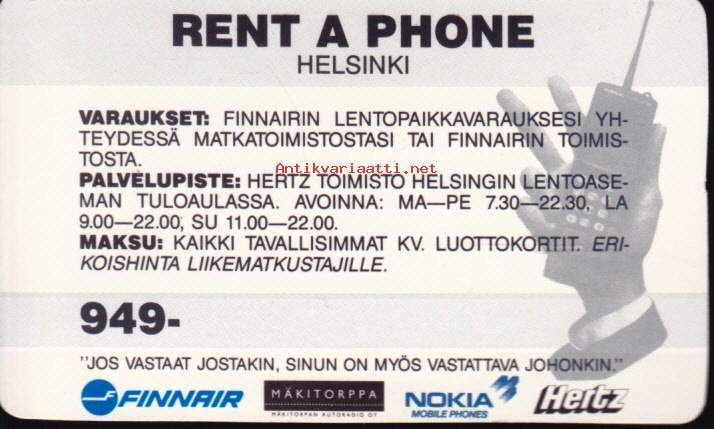 RENT A PHONE
HELSINKI
VARAUKSET: FINNAIRIN LENTOPAIKKAVARAUKSESI YH-
TEYDESSÄ MATKATOIMISTOSTASI TAI FINNAIRIN TOIMIS-
TOSTA.
Antikvariaatti.net
PALVELUPISTE: HERTZ TOIMISTO HELSINGIN LENTOASE-
MAN TULOAULASSA. AVOINNA: MA—PE 7.30—22.30, LA
9.00—22.00, SU 11.00—22.00.
MAKSU: KAIKKI TAVALLISIMMAT KV. LUOTTOKORTIT. ERI-
KOISHINTA LIIKEMATKUSTAJILLE.
949-
"JOS VASTAAT JOSTAKIN, SINUN ON MYÖS VASTATTAVA JOHONKIN."
FINNAIR
MÄKITORPPA
MÄKITORPAN AUTORADIO OY
NOKIA
MOBILE PHONES
Hertz